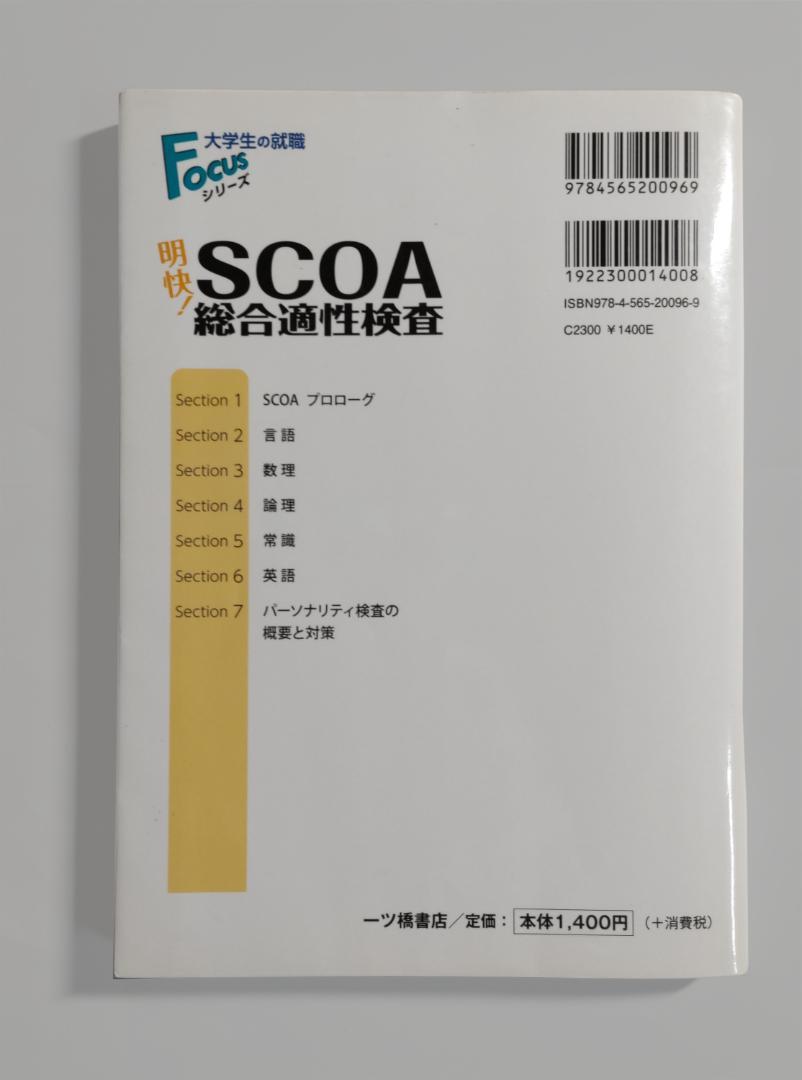 大学生の就職
Focus
シリーズ
明快!
SCOA
総合適性検査
9784565200969
1922300014008
ISBN978-4-565-20096-9
C2300 ¥1400E
Section 1 SCOA プロローグ
Section 2 言語
Section 3 数理
Section 4 論理
Section 5 常識
Section 6 英語
Section 7 パーソナリティ検査の
概要と対策
一ツ橋書店/定価: 本体1,400円 (+消費税)